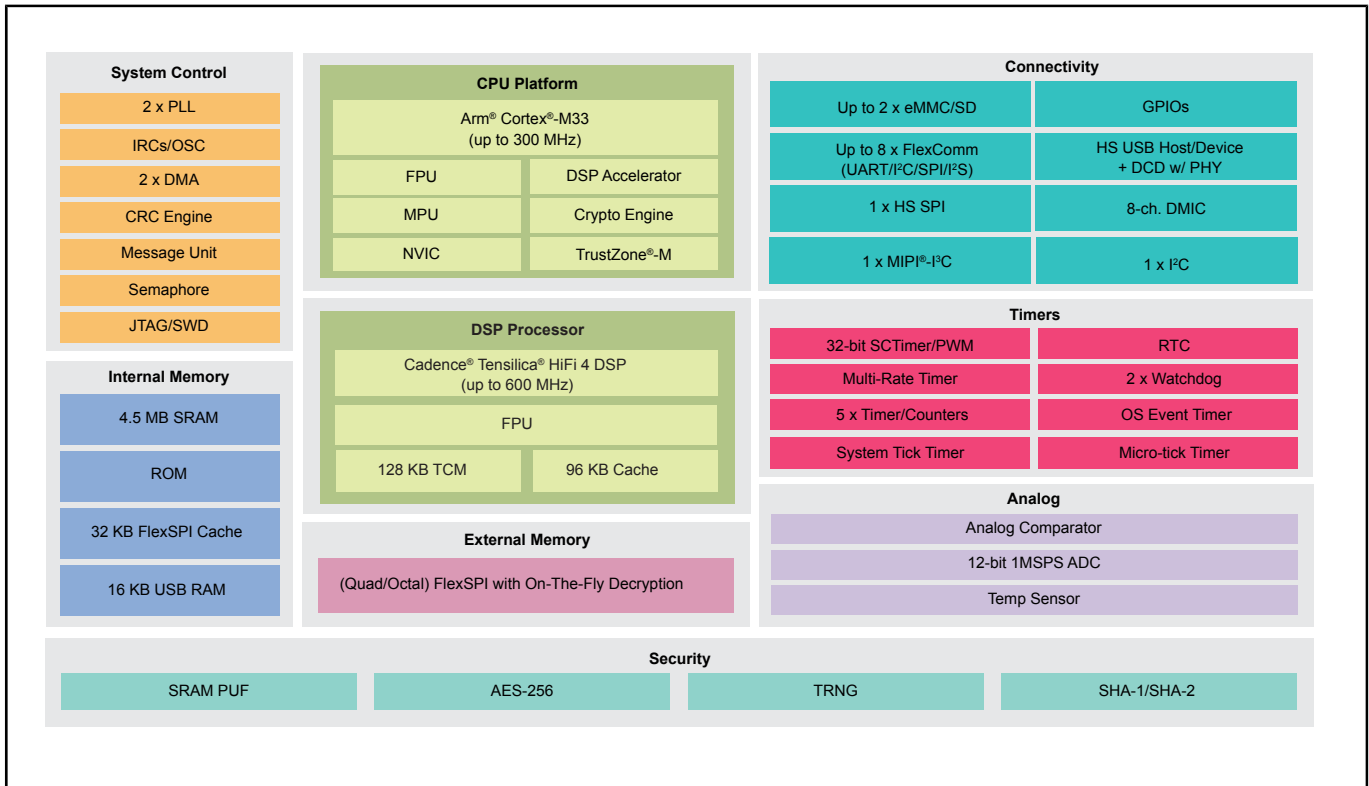 System Control
2 x PLL
IRCs/OSC
2 x DMA
CRC Engine
Message Unit
Semaphore
JTAG/SWD
Internal Memory
4.5 MB SRAM
ROM
32 KB FlexSPI Cache
16 KB USB RAM
CPU Platform
Arm® Cortex®-M33
(up to 300 MHz)
FPU
DSP Accelerator
MPU
Crypto Engine
NVIC
TrustZone®-M
DSP Processor
Cadence® Tensilica® HiFi 4 DSP
(up to 600 MHz)
FPU
128 KB TCM
96 KB Cache
External Memory
(Quad/Octal) FlexSPI with On-The-Fly Decryption
Connectivity
Up to 2 x eMMC/SD
GPIOs
Up to 8 x FlexComm
(UART/I²C/SPI/I²S)
HS USB Host/Device
+ DCD w/ PHY
1 x HS SPI
8-ch. DMIC
1 x MIPI®-I³C
1 x I²C
Timers
32-bit SCTimer/PWM
RTC
Multi-Rate Timer
2 x Watchdog
5 x Timer/Counters
OS Event Timer
System Tick Timer
Micro-tick Timer
Analog
Analog Comparator
12-bit 1MSPS ADC
Temp Sensor
Security
SRAM PUF
AES-256
TRNG
SHA-1/SHA-2